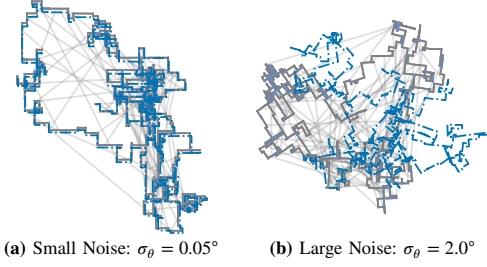 (a) Small Noise: σ_θ = 0.05°
(b) Large Noise: σ_θ = 2.0°